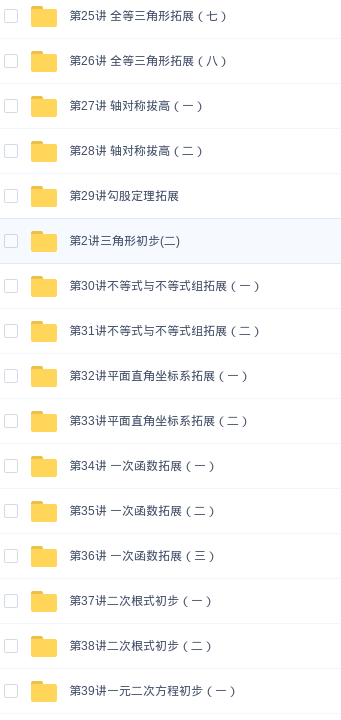 第25讲 全等三角形拓展（七）
第26讲 全等三角形拓展（八）
第27讲 轴对称拔高（一）
第28讲 轴对称拔高（二）
第29讲勾股定理拓展
第2讲三角形初步(二)
第30讲不等式与不等式组拓展（一）
第31讲不等式与不等式组拓展（二）
第32讲平面直角坐标系拓展（一）
第33讲平面直角坐标系拓展（二）
第34讲 一次函数拓展（一）
第35讲 一次函数拓展（二）
第36讲 一次函数拓展（三）
第37讲二次根式初步（一）
第38讲二次根式初步（二）
第39讲一元二次方程初步（一）